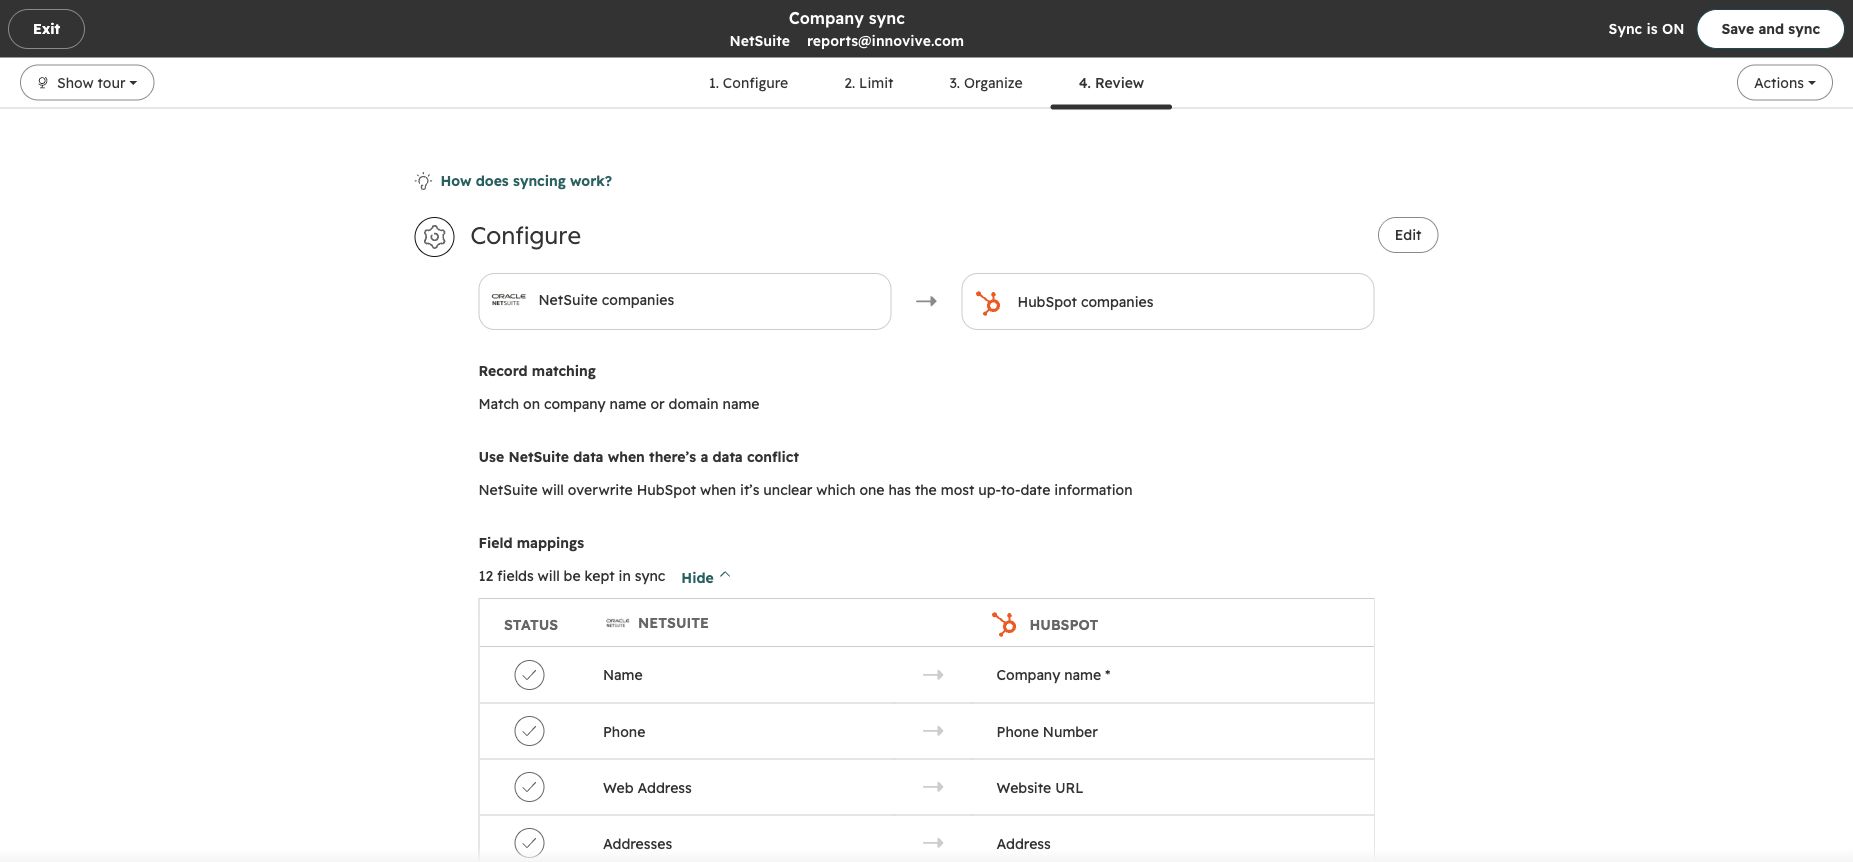 Exit
Company sync
NetSuite reports@innovive.com
Sync is ON
Save and sync
Show tour
1. Configure
2. Limit
3. Organize
4. Review
Actions
How does syncing work?
Configure
Edit
ORACLE
NETSUITE
NetSuite companies
HubSpot companies
Record matching
Match on company name or domain name
Use NetSuite data when there's a data conflict
NetSuite will overwrite HubSpot when it's unclear which one has the most up-to-date information
Field mappings
12 fields will be kept in sync Hide
STATUS
ORACLE
NETSUITE
NETSUITE
HUBSPOT
Name Company name *
Phone Phone Number
Web Address Website URL
Addresses Address